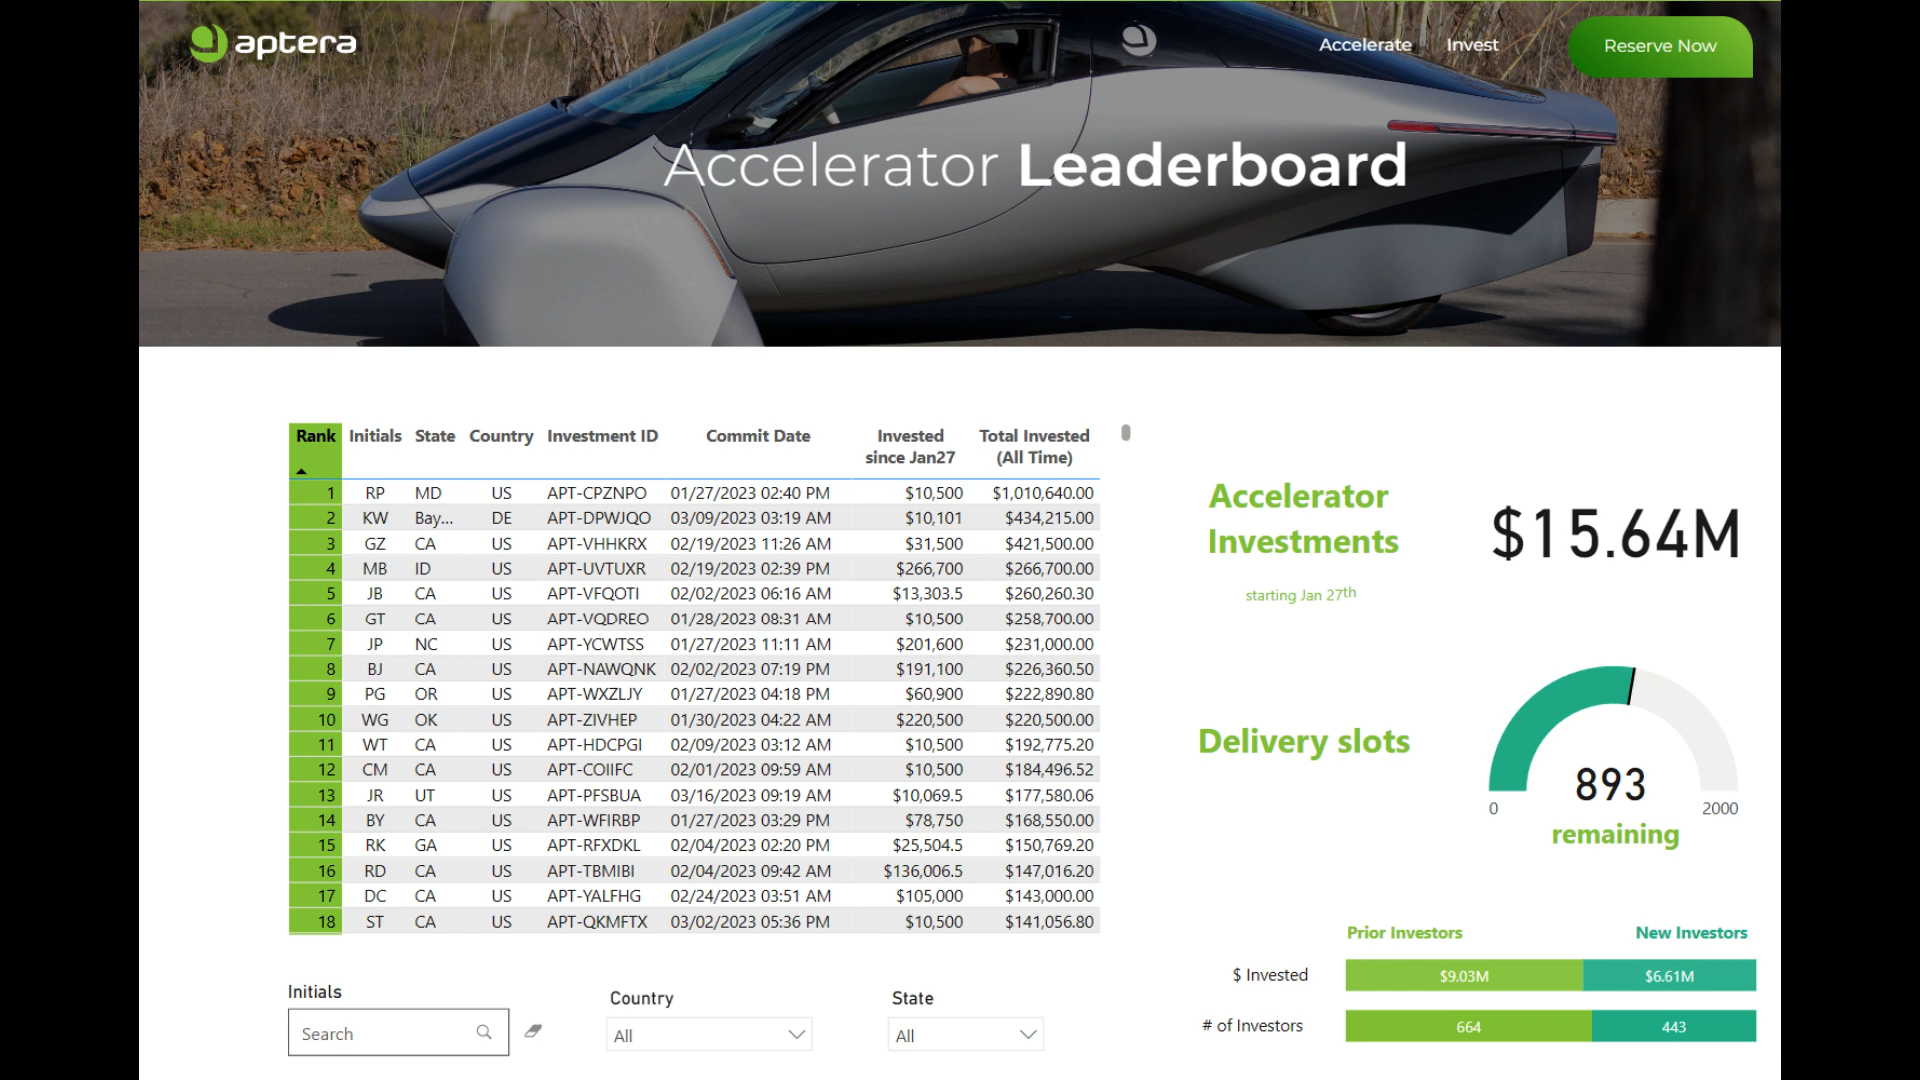 aptera
Accelerate Invest Reserve Now
Accelerator Leaderboard
Rank Initials State Country Investment ID Commit Date Invested since Jan27 Total Invested (All Time)
1 RP MD US APT-CPZNPO 01/27/2023 02:40 PM $10,500 $1,010,640.00
2 KW Bay... DE APT-DPWJQO 03/09/2023 03:19 AM $10,101 $434,215.00
3 GZ CA US APT-VHHKRX 02/19/2023 11:26 AM $31,500 $421,500.00
4 MB ID US APT-UVTUXR 02/19/2023 02:39 PM $266,700 $266,700.00
5 JB CA US APT-VFQOTI 02/02/2023 06:16 AM $13,303.5 $260,260.30
6 GT CA US APT-VQDREO 01/28/2023 08:31 AM $10,500 $258,700.00
7 JP NC US APT-YCWTSS 01/27/2023 11:11 AM $201,600 $231,000.00
8 BJ CA US APT-NAWQNK 02/02/2023 07:19 PM $191,100 $226,360.50
9 PG OR US APT-WXZLJY 01/27/2023 04:18 PM $60,900 $222,890.80
10 WG OK US APT-ZIVHEP 01/30/2023 04:22 AM $220,500 $220,500.00
11 WT CA US APT-HDCPGI 02/09/2023 03:12 AM $10,500 $192,775.20
12 CM CA US APT-COIIFC 02/01/2023 09:59 AM $10,500 $184,496.52
13 JR UT US APT-PFSBUA 03/16/2023 09:19 AM $10,069.5 $177,580.06
14 BY CA US APT-WFIRBP 01/27/2023 03:29 PM $78,750 $168,550.00
15 RK GA US APT-RFXDKL 02/04/2023 02:20 PM $25,504.5 $150,769.20
16 RD CA US APT-TBMIBI 02/04/2023 09:42 AM $136,006.5 $147,016.20
17 DC CA US APT-YALFHG 02/24/2023 03:51 AM $105,000 $143,000.00
18 ST CA US APT-QKMFTX 03/02/2023 05:36 PM $10,500 $141,056.80
Initials Country State
Search All All
Accelerator
Investments
starting Jan 27th
$15.64M
Delivery slots
893
0 2000
remaining
Prior Investors New Investors
$ Invested $9.03M $6.61M
# of Investors 664 443